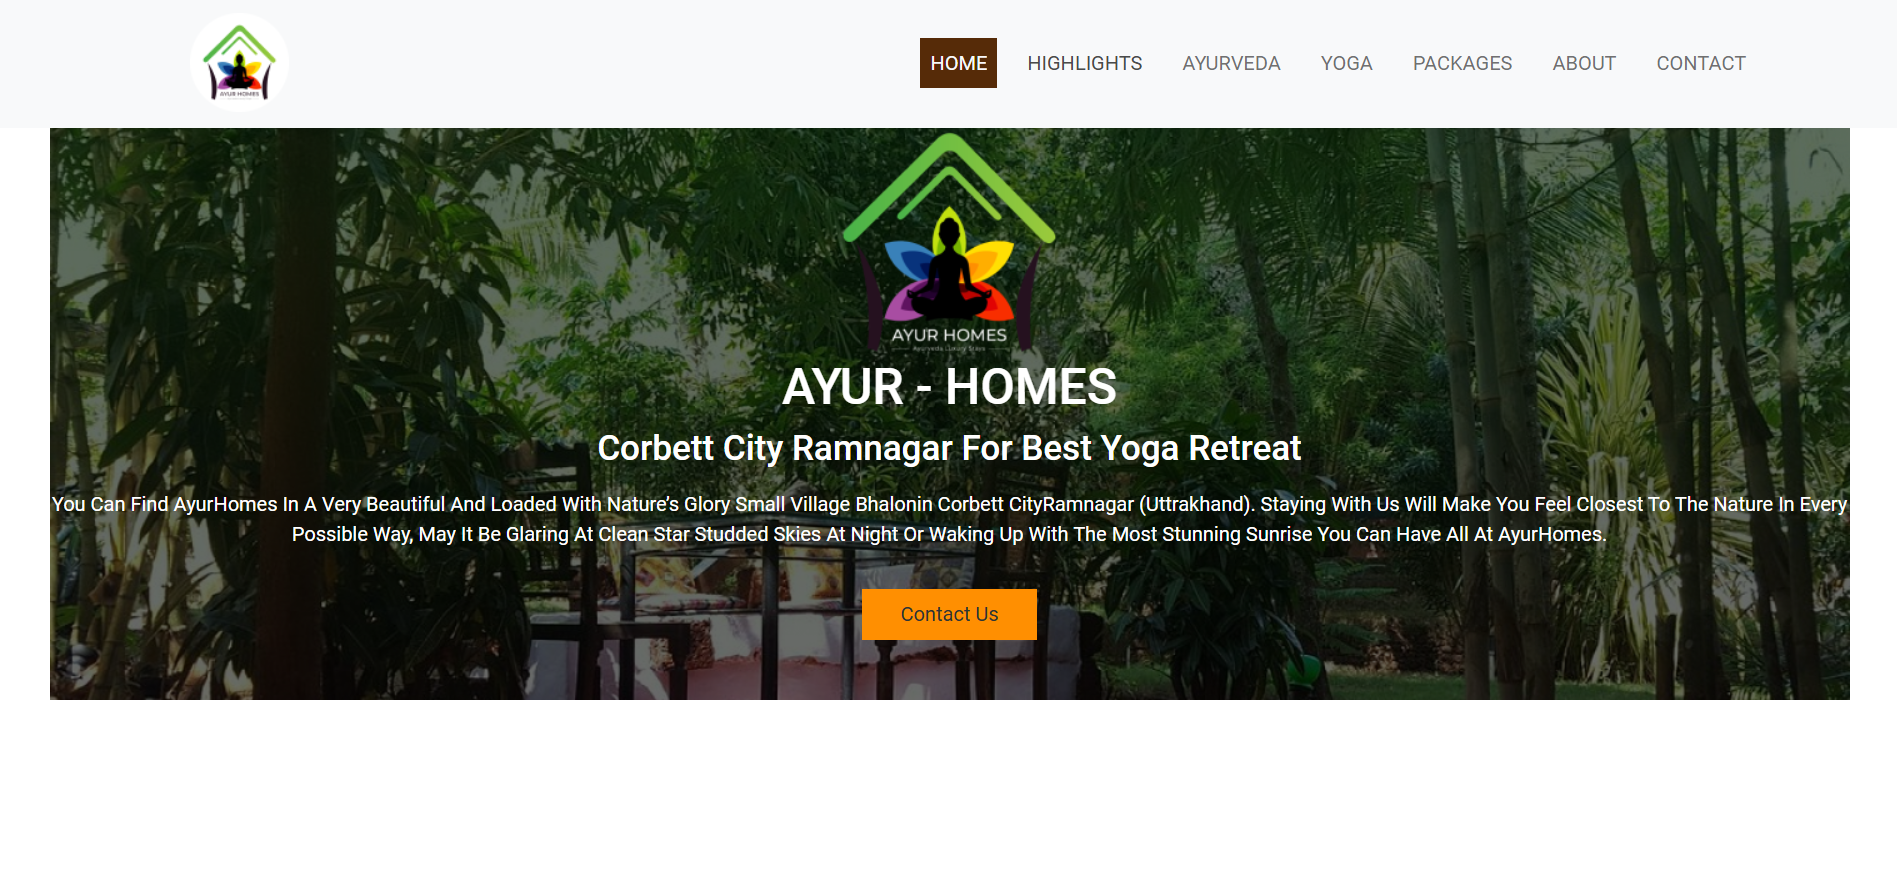 AYUR HOMES
HOME HIGHLIGHTS AYURVEDA YOGA PACKAGES ABOUT CONTACT
AYUR HOMES
Ayurveda Luxury Stays
AYUR - HOMES
Corbett City Ramnagar For Best Yoga Retreat
You Can Find AyurHomes In A Very Beautiful And Loaded With Nature’s Glory Small Village Bhalonin Corbett CityRamnagar (Uttrakhand). Staying With Us Will Make You Feel Closest To The Nature In Every
Possible Way, May It Be Glaring At Clean Star Studded Skies At Night Or Waking Up With The Most Stunning Sunrise You Can Have All At AyurHomes.
Contact Us